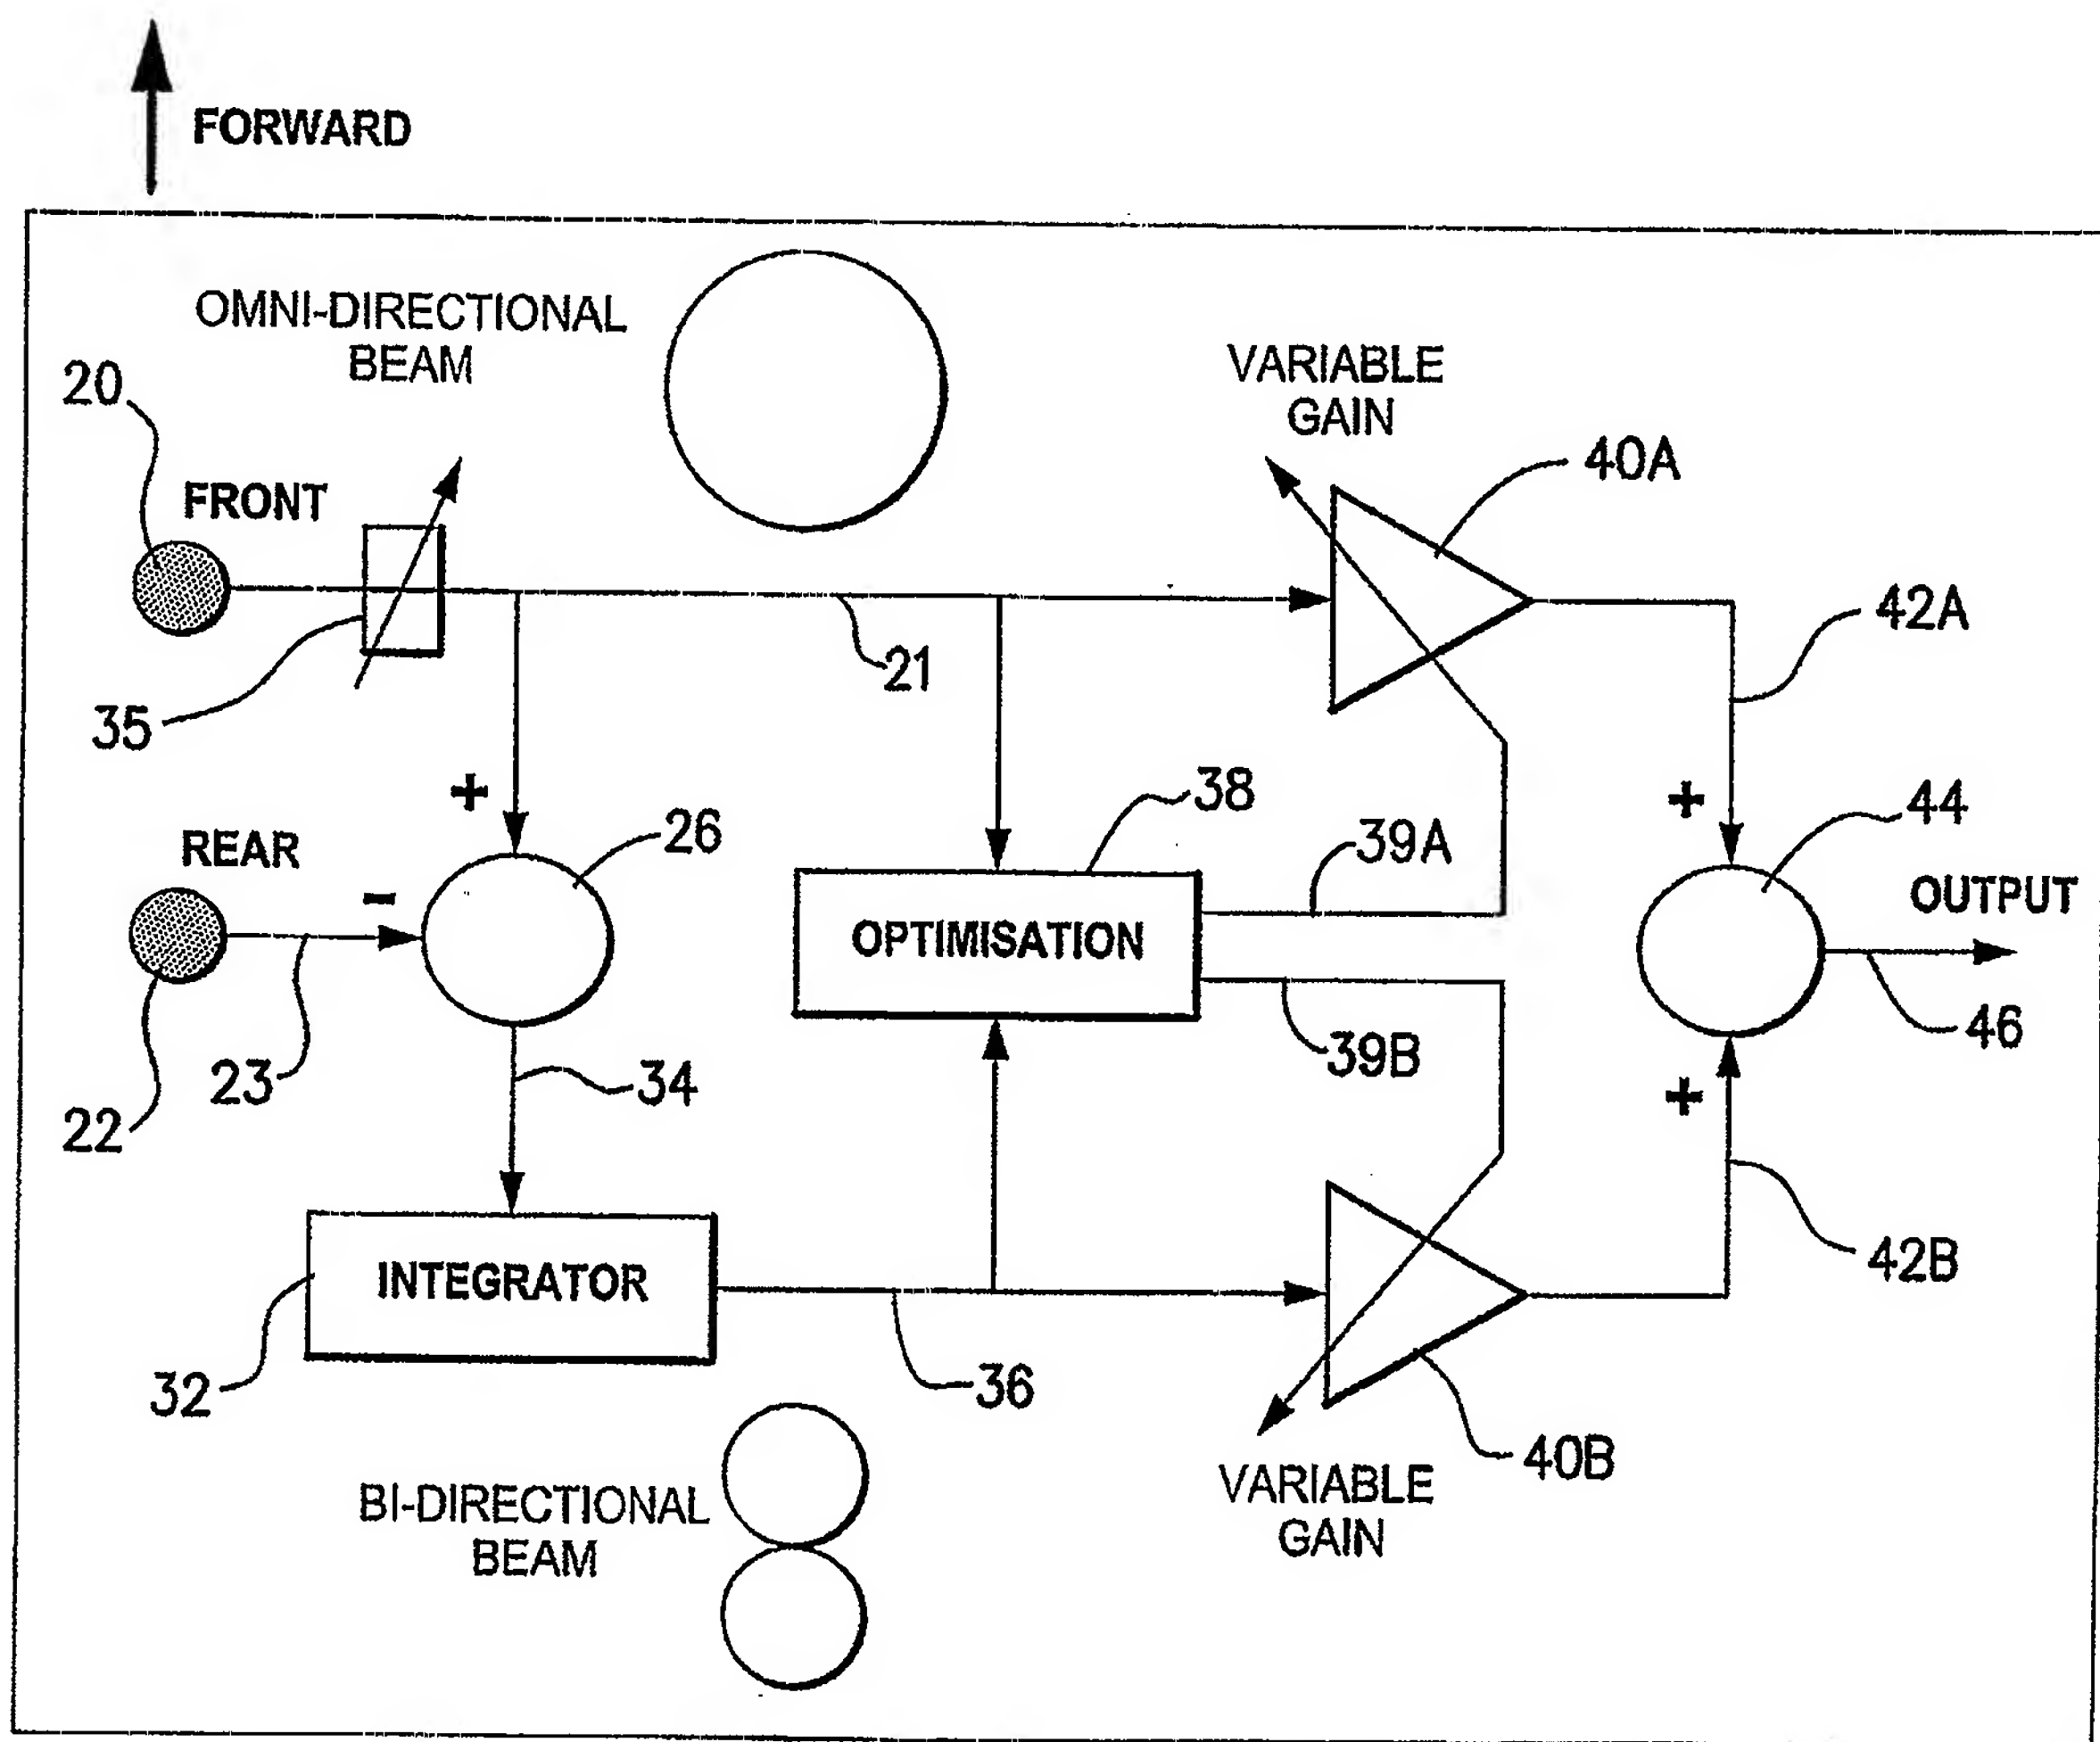 FORWARD
OMNI-DIRECTIONAL
BEAM
VARIABLE
GAIN
20
40A
FRONT
42A
21
35
+
38
+
44
26
REAR
39A
-
OUTPUT
OPTIMISATION
46
39B
23
34
+
22
INTEGRATOR
42B
32
36
40B
BI-DIRECTIONAL
BEAM
VARIABLE
GAIN